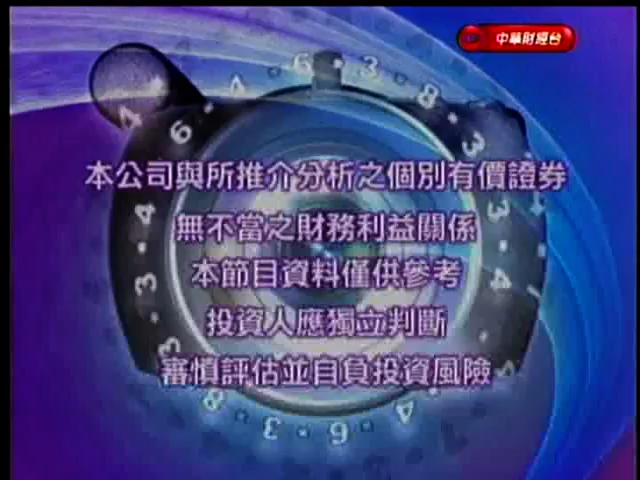 中華財經台
本公司與所推介分析之個別有價證券
無不當之財務利益關係
本節目資料僅供參考
投資人應獨立判斷
審慎評估並自負投資風險